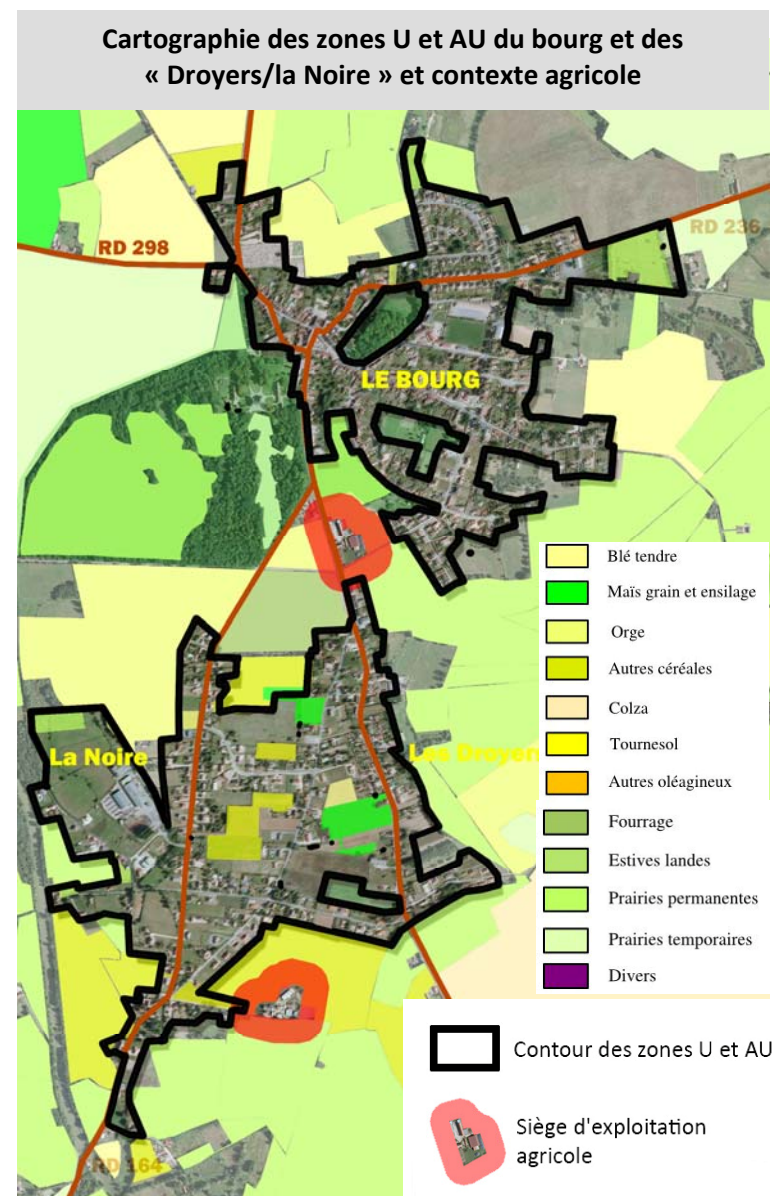 Cartographie des zones U et AU du bourg et des
« Droyers/la Noire » et contexte agricole
RD 298
RD 236
LE BOURG
Blé tendre
Maïs grain et ensilage
Orge
Autres céréales
Colza
Tournesol
Autres oléagineux
Fourrage
Estives landes
Prairies permanentes
Prairies temporaires
Divers
La Noire
Les Droyer
RD 164
Contour des zones U et AU
Siège d'exploitation
agricole